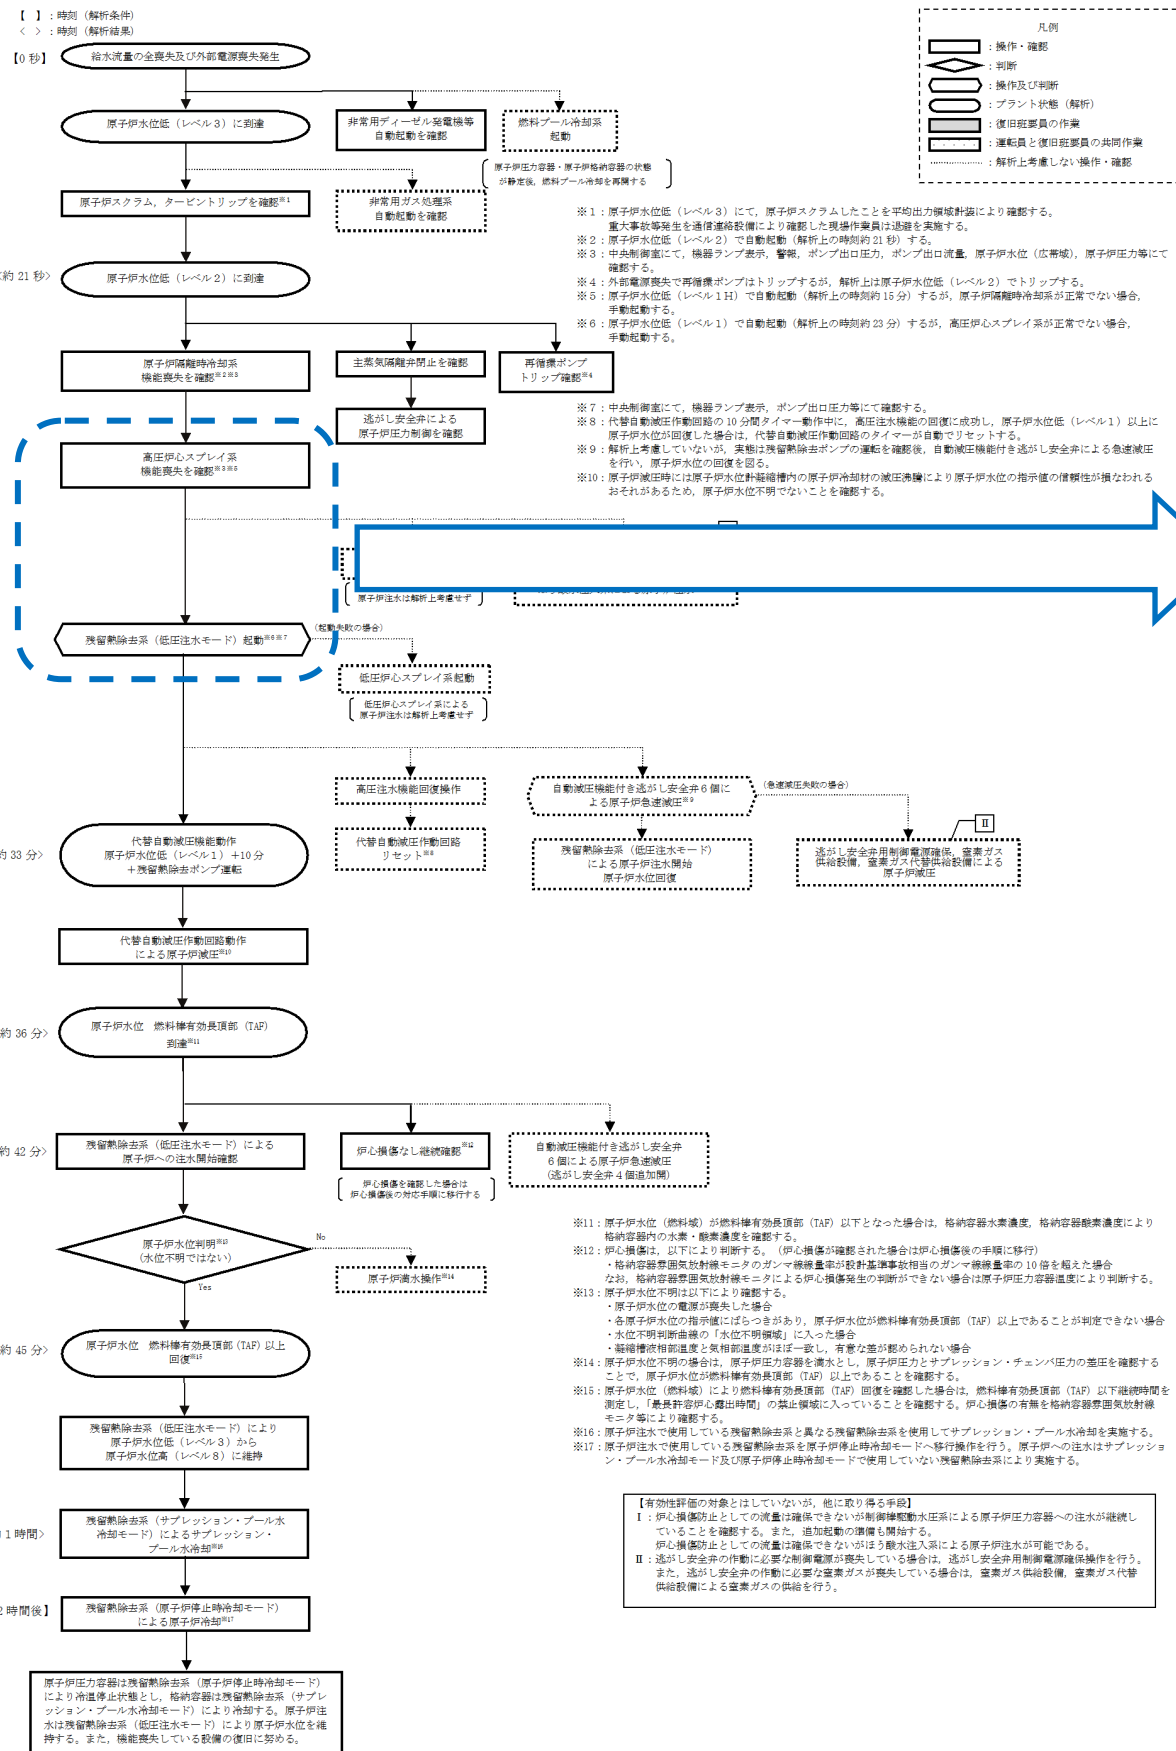 【　】：時刻（解析条件）
＜　＞：時刻（解析結果）
【0 秒】
給水流量の全喪失及び外部電源喪失発生
原子炉水位低（レベル３）に到達
非常用ディーゼル発電機等
自動起動を確認
燃料プール冷却系
起動
原子炉圧力容器・原子炉格納容器の状態
が静定後，燃料プール冷却を再開する
原子炉スクラム，タービントリップを確認※1
非常用ガス処理系
自動起動を確認
凡例
：操作・確認
：判断
：操作及び判断
：プラント状態（解析）
：復旧班要員の作業
：運転員と復旧班要員の共同作業
：解析上考慮しない操作・確認
※１：原子炉水位低（レベル３）にて，原子炉スクラムしたことを平均出力領域計装により確認する。
重大事故等発生を通信連絡設備により確認した現場作業員は退避を実施する。
※２：原子炉水位低（レベル２）で自動起動（解析上の時刻約 21 秒）する。
※３：中央制御室にて，機器ランプ表示，警報，ポンプ出口圧力，ポンプ出口流量，原子炉水位（広帯域），原子炉圧力等にて
確認する。
※４：外部電源喪失で再循環ポンプはトリップするが，解析上は原子炉水位低（レベル２）でトリップする。
※５：原子炉水位低（レベル１Ｈ）で自動起動（解析上の時刻約 15 分）するが，原子炉隔離時冷却系が正常でない場合，
手動起動する。
※６：原子炉水位低（レベル１）で自動起動（解析上の時刻約 23 分）するが，高圧炉心スプレイ系が正常でない場合，
手動起動する。
約 21 秒＞
原子炉水位低（レベル２）に到達
原子炉隔離時冷却系
機能喪失を確認※2※3
主蒸気隔離弁閉止を確認
再循環ポンプ
トリップ確認※4
逃がし安全弁による
原子炉圧力制御を確認
※７：中央制御室にて，機器ランプ表示，ポンプ出口圧力等にて確認する。
※８：代替自動減圧作動回路の 10 分間タイマー動作中に，高圧注水機能の回復に成功し，原子炉水位低（レベル１）以上に
原子炉水位が回復した場合は，代替自動減圧作動回路のタイマーが自動でリセットする。
※９：解析上考慮していないが，実態は残留熱除去ポンプの運転を確認後，自動減圧機能付き逃がし安全弁による急速減圧
を行い，原子炉水位の回復を図る。
※10：原子炉減圧時には原子炉水位計凝縮槽内の原子炉冷却材の減圧沸騰により原子炉水位の指示値の信頼性が損なわれる
おそれがあるため，原子炉水位不明でないことを確認する。
高圧炉心スプレイ系
機能喪失を確認※3※5
原子炉注水は解析上考慮せず
残留熱除去系（低圧注水モード）起動※6※7
（起動失敗の場合）
低圧炉心スプレイ系起動
低圧炉心スプレイ系による
原子炉注水は解析上考慮せず
高圧注水機能回復操作
自動減圧機能付き逃がし安全弁６個に
よる原子炉急速減圧※9
（急速減圧失敗の場合）
Ⅱ
約 33 分＞
代替自動減圧機能動作
原子炉水位低（レベル１）＋10 分
＋残留熱除去ポンプ運転
代替自動減圧作動回路
リセット※8
残留熱除去系（低圧注水モード）
による原子炉注水開始
原子炉水位回復
逃がし安全弁用制御電源確保，窒素ガス
供給設備，窒素ガス代替供給設備による
原子炉減圧
代替自動減圧作動回路動作
による原子炉減圧※10
約 36 分＞
原子炉水位　燃料棒有効長頂部（TAF）
到達※11
約 42 分＞
残留熱除去系（低圧注水モード）による
原子炉への注水開始確認
炉心損傷なし継続確認※12
自動減圧機能付き逃がし安全弁
６個による原子炉急速減圧
（逃がし安全弁４個追加開）
炉心損傷を確認した場合は
炉心損傷後の対応手順に移行する
原子炉水位判明※13
（水位不明ではない）
No
Yes
原子炉満水操作※14
※11：原子炉水位（燃料域）が燃料棒有効長頂部（TAF）以下となった場合は，格納容器水素濃度，格納容器酸素濃度により
格納容器内の水素・酸素濃度を確認する。
※12：炉心損傷は，以下により判断する。（炉心損傷が確認された場合は炉心損傷後の手順に移行）
・格納容器雰囲気放射線モニタのガンマ線線量率が設計基準事故相当のガンマ線線量率の 10 倍を超えた場合
なお，格納容器雰囲気放射線モニタによる炉心損傷発生の判断ができない場合は原子炉圧力容器温度により判断する。
※13：原子炉水位不明は以下により確認する。
・原子炉水位の電源が喪失した場合
・各原子炉水位の指示値にばらつきがあり，原子炉水位が燃料棒有効長頂部（TAF）以上であることが判定できない場合
・水位不明判断曲線の「水位不明領域」に入った場合
・凝縮槽液相部温度と気相部温度がほぼ一致し，有意な差が認められない場合
※14：原子炉水位不明の場合は，原子炉圧力容器を満水とし，原子炉圧力とサプレッション・チェンバ圧力の差圧を確認する
ことで，原子炉水位が燃料棒有効長頂部（TAF）以上であることを確認する。
※15：原子炉水位（燃料域）により燃料棒有効長頂部（TAF）回復を確認した場合は，燃料棒有効長頂部（TAF）以下継続時間を
測定し，「最長許容炉心露出時間」の禁止領域に入っていることを確認する。炉心損傷の有無を格納容器雰囲気放射線
モニタ等により確認する。
※16：原子炉注水で使用している残留熱除去系と異なる残留熱除去系を使用してサプレッション・プール水冷却を実施する。
※17：原子炉注水で使用している残留熱除去系を原子炉停止時冷却モードへ移行操作を行う。原子炉への注水はサプレッショ
ン・プール水冷却モード及び原子炉停止時冷却モードで使用していない残留熱除去系により実施する。
約 45 分＞
原子炉水位　燃料棒有効長頂部（TAF）以上
回復※15
残留熱除去系（低圧注水モード）により
原子炉水位低（レベル３）から
原子炉水位高（レベル８）に維持
１時間＞
残留熱除去系（サプレッション・プール水
冷却モード）によるサプレッション・
プール水冷却※16
2 時間後】
残留熱除去系（原子炉停止時冷却モード）
による原子炉冷却※17
原子炉圧力容器は残留熱除去系（原子炉停止時冷却モード）
により冷温停止状態とし，格納容器は残留熱除去系（サプレ
ッション・プール水冷却モード）により冷却する。原子炉注
水は残留熱除去系（低圧注水モード）により原子炉水位を維
持する。また，機能喪失している設備の復旧に努める。
【有効性評価の対象とはしていないが，他に取り得る手段】
Ⅰ：炉心損傷防止としての流量は確保できないが制御棒駆動水圧系による原子炉圧力容器への注水が継続し
ていることを確認する。また，追加起動の準備も開始する。
炉心損傷防止としての流量は確保できないがほう酸水注入系による原子炉注水が可能である。
Ⅱ：逃がし安全弁の作動に必要な制御電源が喪失している場合は，逃がし安全弁用制御電源確保操作を行う。
また，逃がし安全弁の作動に必要な窒素ガスが喪失している場合は，窒素ガス供給設備，窒素ガス代替
供給設備による窒素ガスの供給を行う。